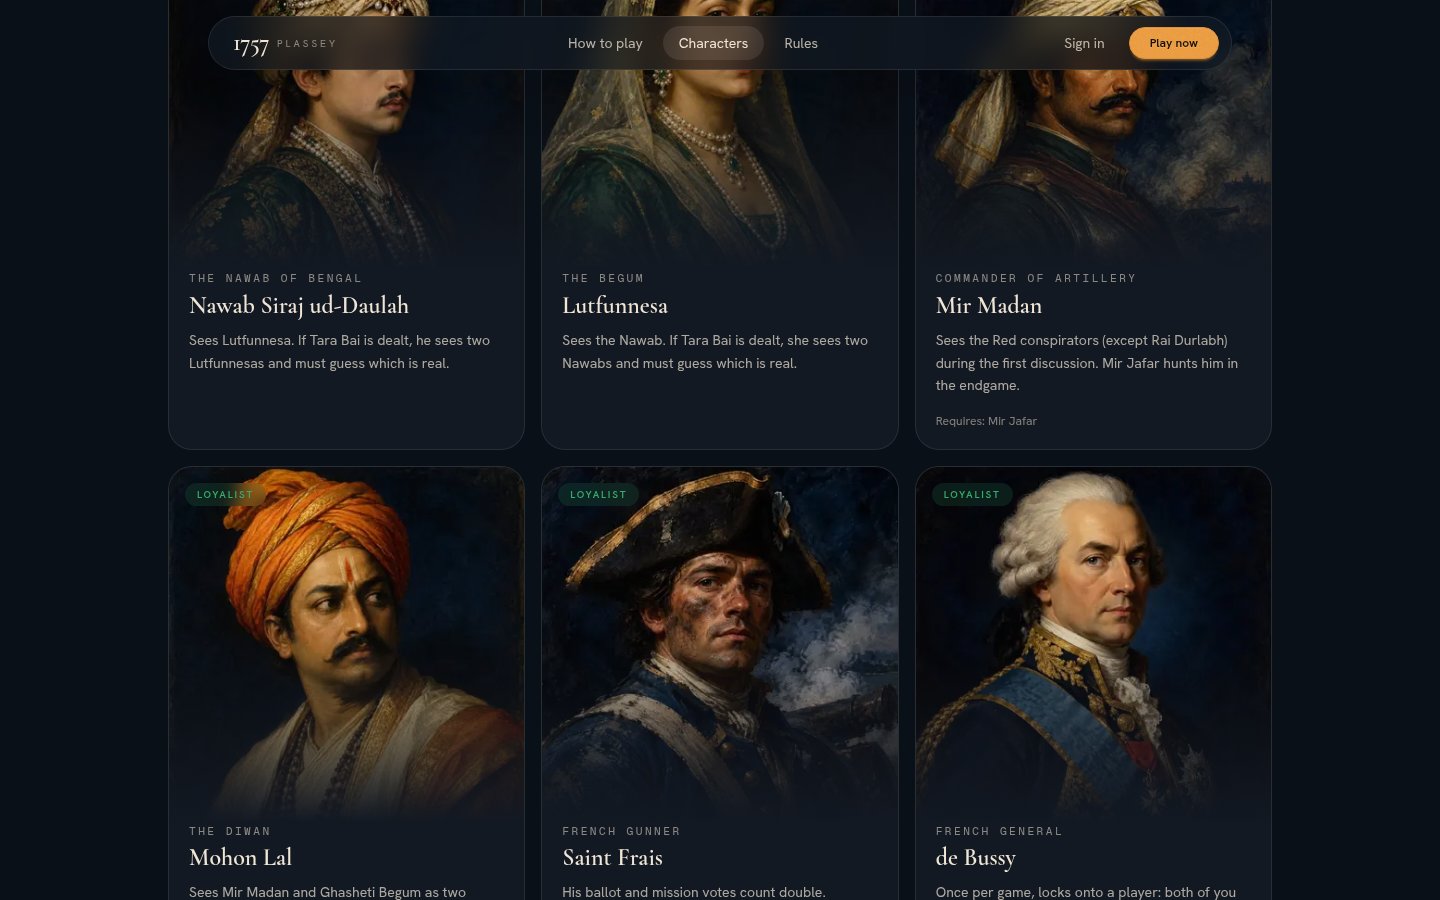 1757 PLASSEY How to play Characters Rules Sign in Play now
THE NAWAB OF BENGAL
Nawab Siraj ud-Daulah
Sees Lutfunnesa. If Tara Bai is dealt, he sees two
Lutfunnesas and must guess which is real.
THE BEGUM
Lutfunnesa
Sees the Nawab. If Tara Bai is dealt, she sees two
Nawabs and must guess which is real.
COMMANDER OF ARTILLERY
Mir Madan
Sees the Red conspirators (except Rai Durlabh)
during the first discussion. Mir Jafar hunts him in
the endgame.
Requires: Mir Jafar
LOYALIST
THE DIWAN
Mohon Lal
Sees Mir Madan and Ghasheti Begum as two
LOYALIST
FRENCH GUNNER
Saint Frais
His ballot and mission votes count double.
LOYALIST
FRENCH GENERAL
de Bussy
Once per game, locks onto a player: both of you